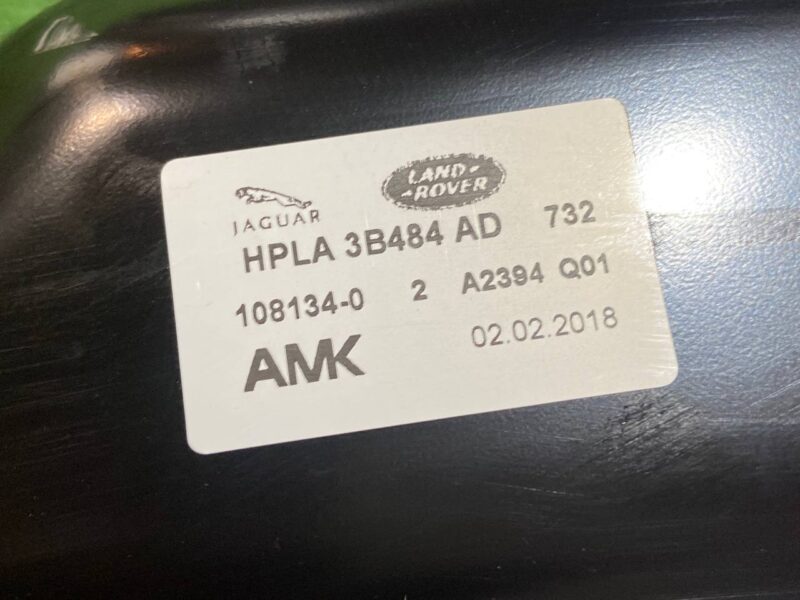 JAGUAR
LAND-
-ROVER
HPLA 3B484 AD 732
108134-0 2 A2394 Q01
AMK 02.02.2018